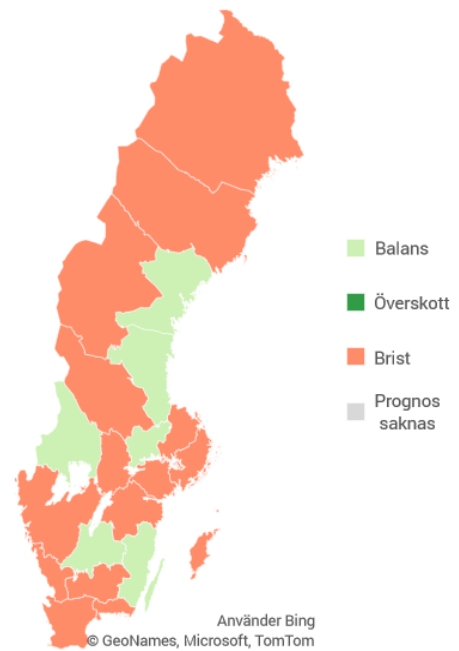 Balans
Överskott
Brist
Prognos
saknas
Använder Bing
© GeoNames, Microsoft, TomTom